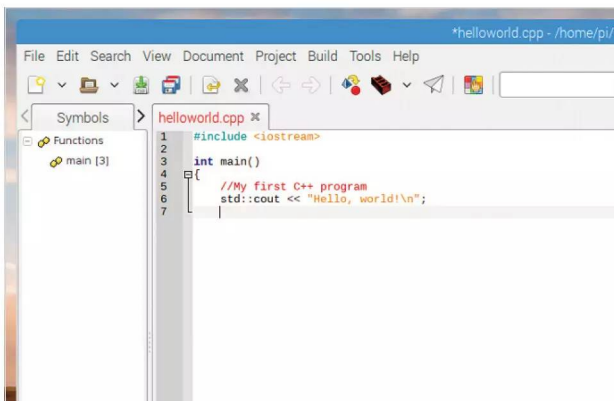 *helloworld.cpp - /home/pi/
File Edit Search View Document Project Build Tools Help
Symbols
helloworld.cpp
Functions
main [3]
1 #include <iostream>
2
3 int main()
4 {
5 //My first C++ program
6 std::cout << "Hello, world!\n";
7